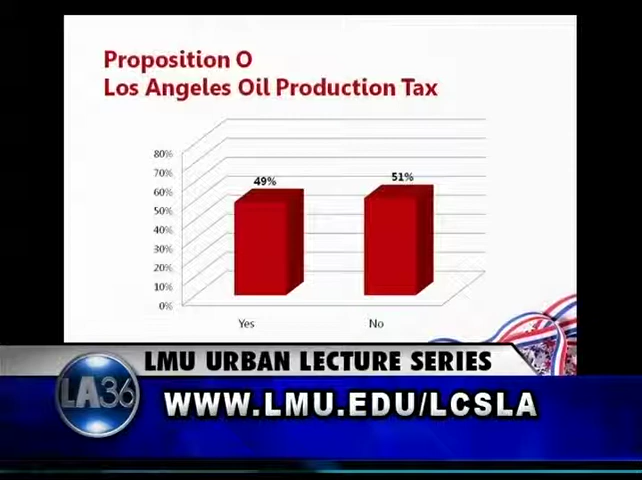 Proposition O
Los Angeles Oil Production Tax
80%
70%
60%
50%
40%
30%
20%
10%
0%
49%
51%
Yes
No
LMU URBAN LECTURE SERIES
LA36
WWW.LMU.EDU/LCSLA